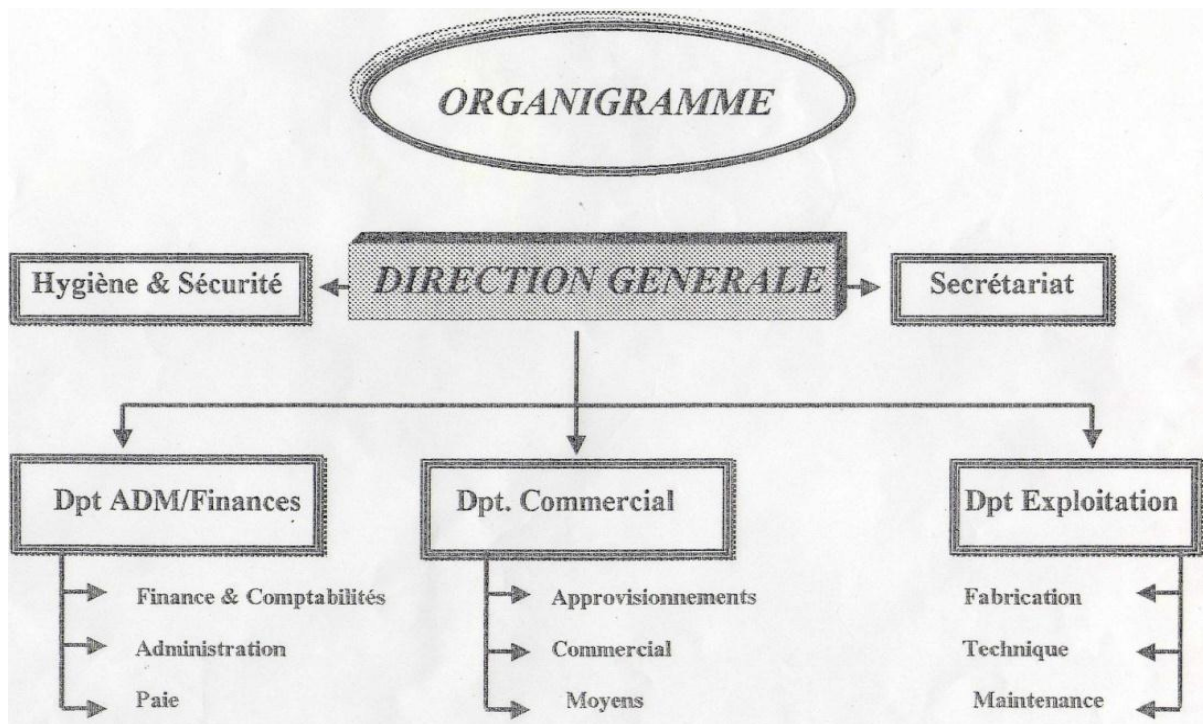 ORGANIGRAMME
DIRECTION GENERALE
Hygiène & Sécurité
Secrétariat
Dpt ADM/Finances
Dpt. Commercial
Dpt Exploitation
Finance & Comptabilités
Administration
Paie
Approvisionnements
Commercial
Moyens
Fabrication
Technique
Maintenance